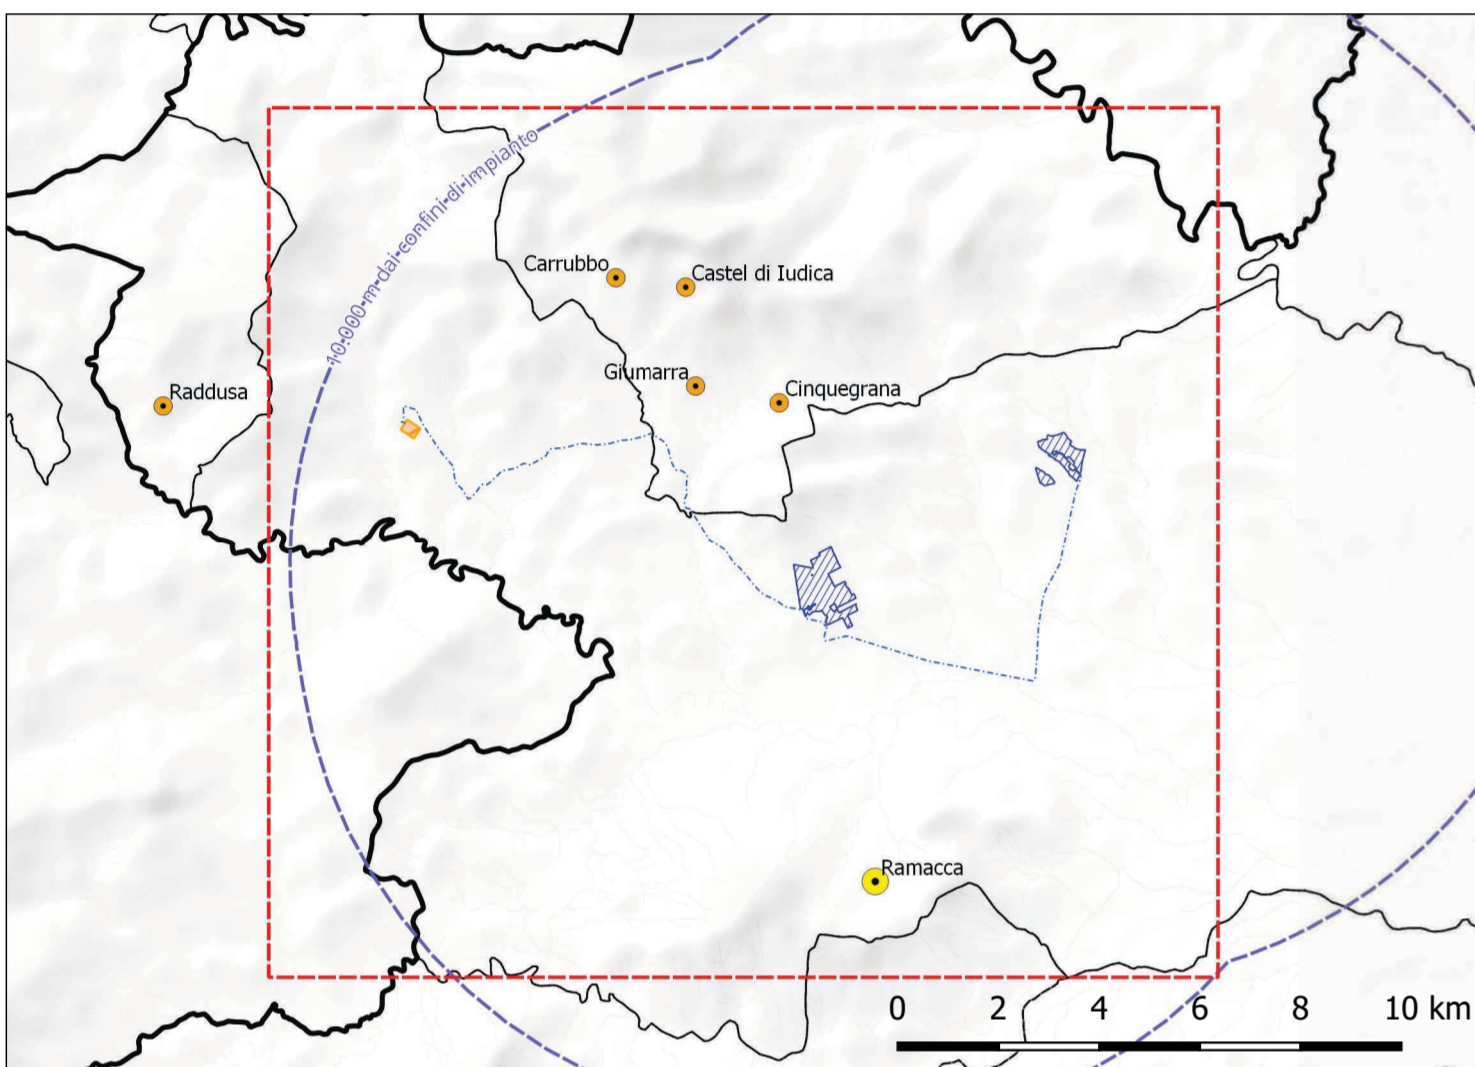 10.000-m-dai-confini-di-impianto
Carrubbo
Castel di Iudica
Giumarra
Cinquegrana
Raddusa
Ramacca
0 2 4 6 8 10 km